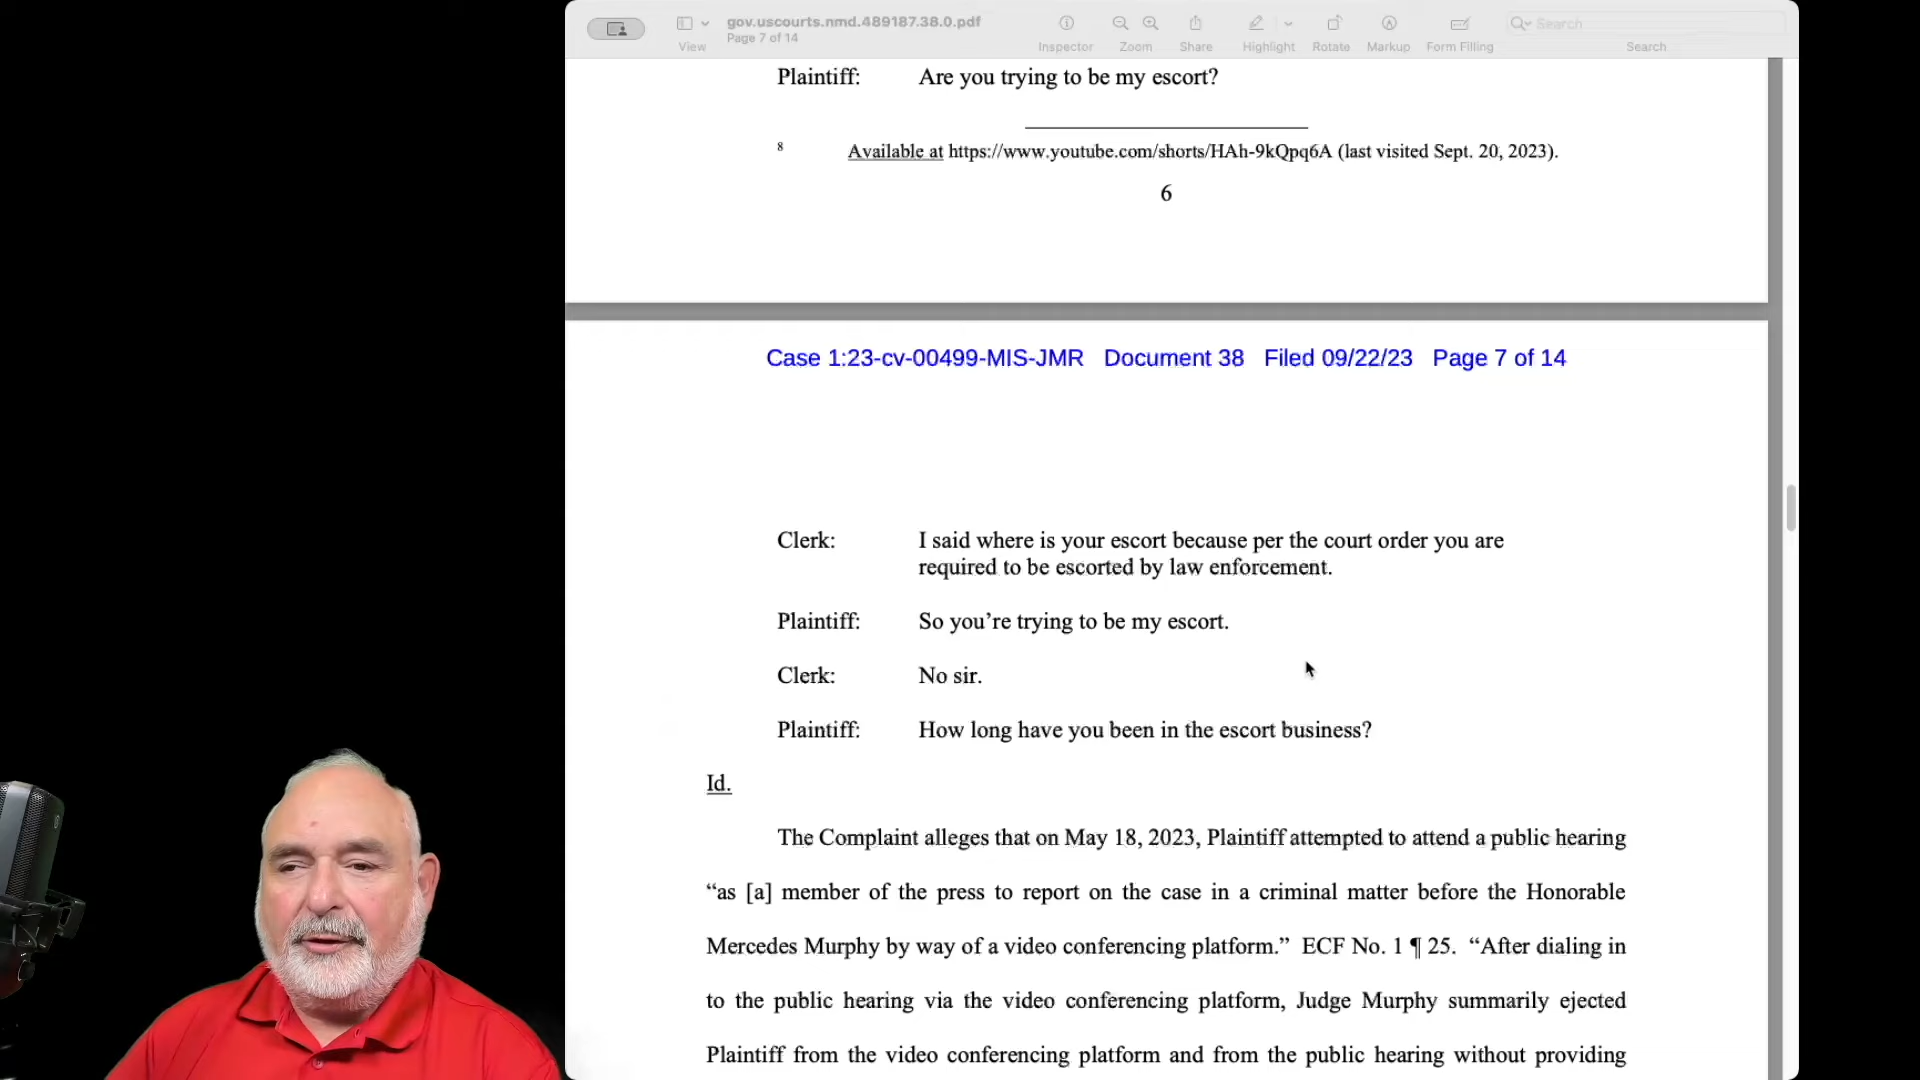 gov.uscourts.nmd.489187.38.0.pdf
Page 7 of 14
View
Inspector
Zoom
Share
Highlight
Rotate
Markup
Form Filling
Search
Search
Plaintiff: Are you trying to be my escort?
8 Available at https://www.youtube.com/shorts/HAh-9kQpq6A (last visited Sept. 20, 2023).
6
Case 1:23-cv-00499-MIS-JMR Document 38 Filed 09/22/23 Page 7 of 14
Clerk: I said where is your escort because per the court order you are
required to be escorted by law enforcement.
Plaintiff: So you’re trying to be my escort.
Clerk: No sir.
Plaintiff: How long have you been in the escort business?
Id.
The Complaint alleges that on May 18, 2023, Plaintiff attempted to attend a public hearing
“as [a] member of the press to report on the case in a criminal matter before the Honorable
Mercedes Murphy by way of a video conferencing platform.” ECF No. 1 ¶ 25. “After dialing in
to the public hearing via the video conferencing platform, Judge Murphy summarily ejected
Plaintiff from the video conferencing platform and from the public hearing without providing